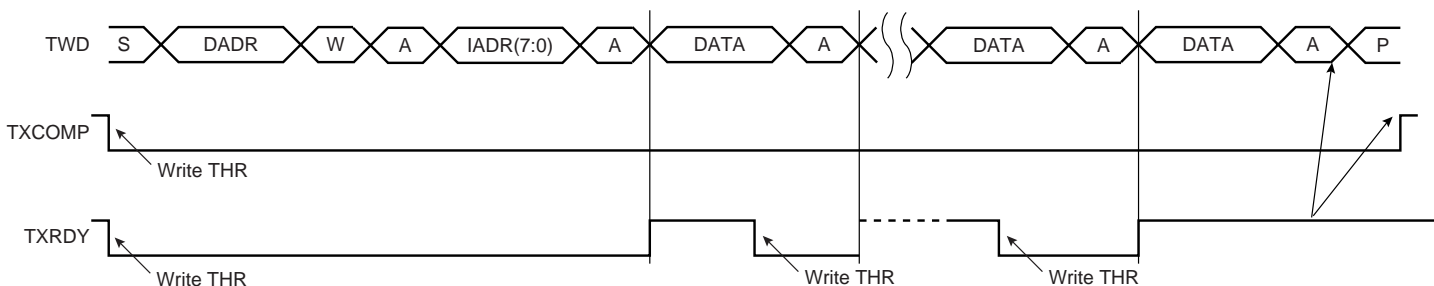 TWD S DADR W A IADR(7:0) A DATA A DATA A DATA A P
TXCOMP
Write THR
TXRDY
Write THR Write THR Write THR